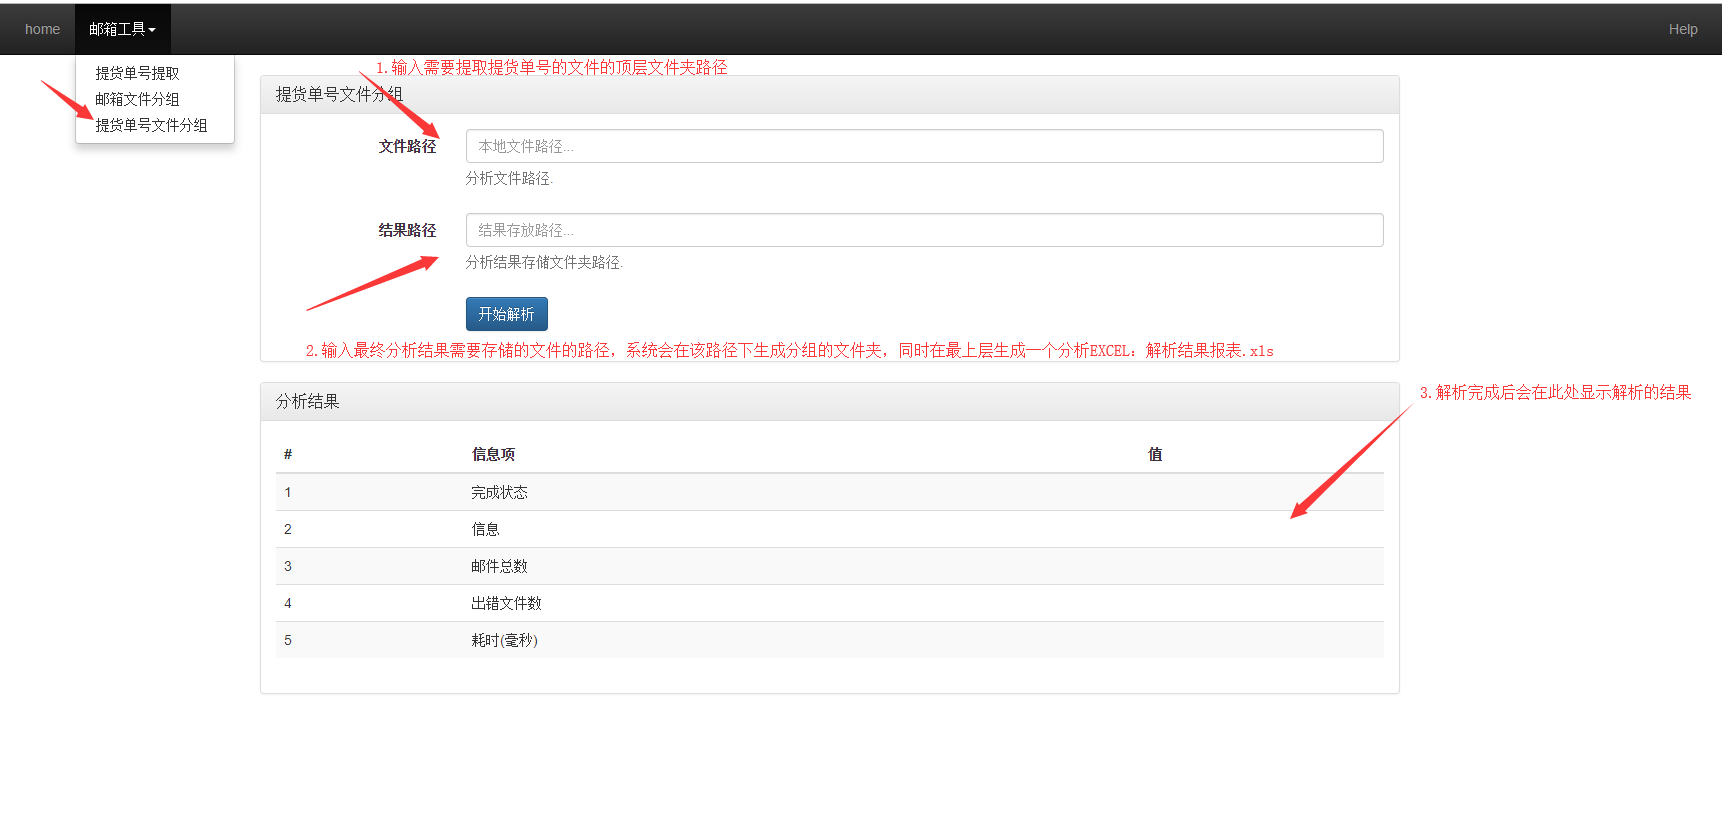 home
邮箱工具
Help
提货单号提取
邮箱文件分组
提货单号文件分组
1.输入需要提取提货单号的文件的顶层文件夹路径
提货单号文件分组
文件路径
本地文件路径...
分析文件路径.
结果路径
结果存放路径...
分析结果存储文件夹路径.
开始解析
2.输入最终分析结果需要存储的文件的路径，系统会在该路径下生成分组的文件夹，同时在最上层生成一个分析EXCEL：解析结果报表.xls
3.解析完成后会在此处显示解析的结果
分析结果
# 信息项 值
1 完成状态
2 信息
3 邮件总数
4 出错文件数
5 耗时(毫秒)